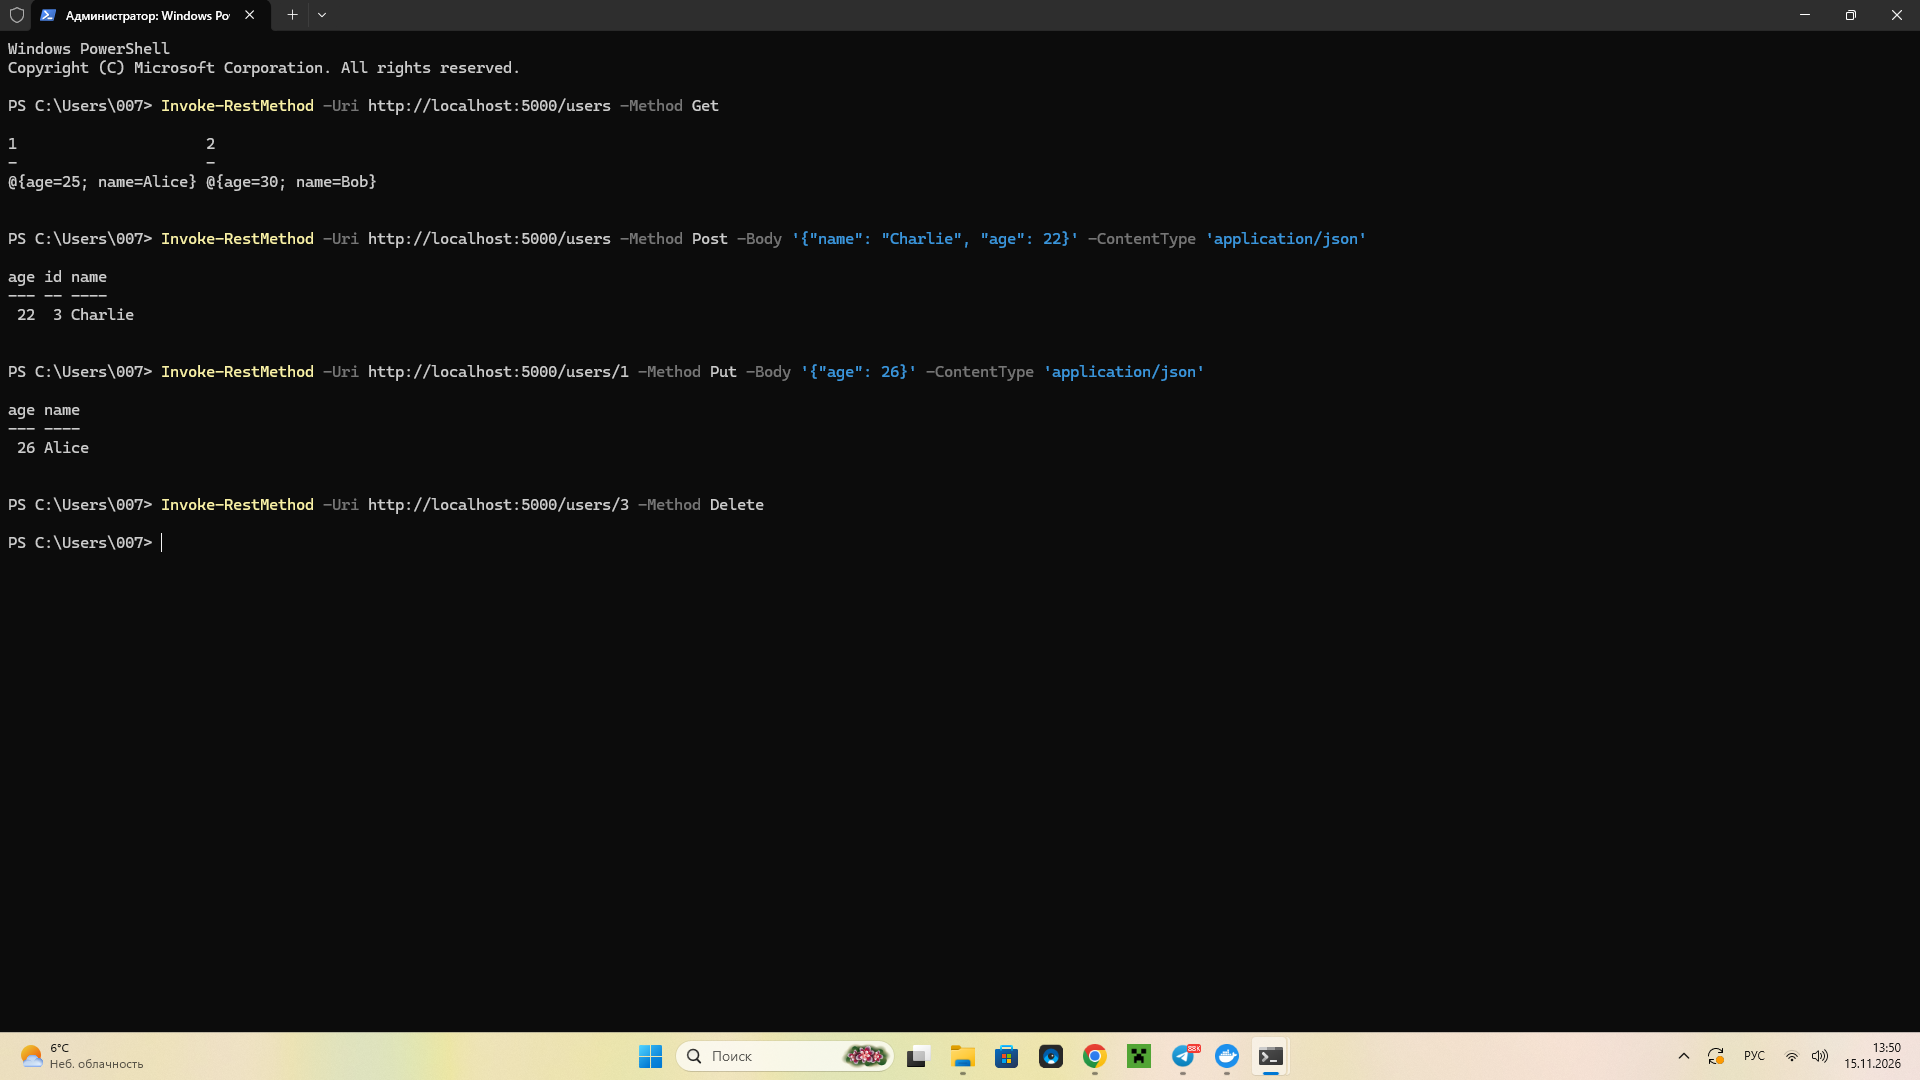 Администратор: Windows Po
Windows PowerShell
Copyright (C) Microsoft Corporation. All rights reserved.
PS C:\Users\007> Invoke-RestMethod -Uri http://localhost:5000/users -Method Get
1 2
- -
@{age=25; name=Alice} @{age=30; name=Bob}
PS C:\Users\007> Invoke-RestMethod -Uri http://localhost:5000/users -Method Post -Body '{"name": "Charlie", "age": 22}' -ContentType 'application/json'
age id name
--- -- ----
22 3 Charlie
PS C:\Users\007> Invoke-RestMethod -Uri http://localhost:5000/users/1 -Method Put -Body '{"age": 26}' -ContentType 'application/json'
age name
--- ----
26 Alice
PS C:\Users\007> Invoke-RestMethod -Uri http://localhost:5000/users/3 -Method Delete
PS C:\Users\007>
6°C
Неб. облачность
Поиск
88K
РУС
13:50
15.11.2026